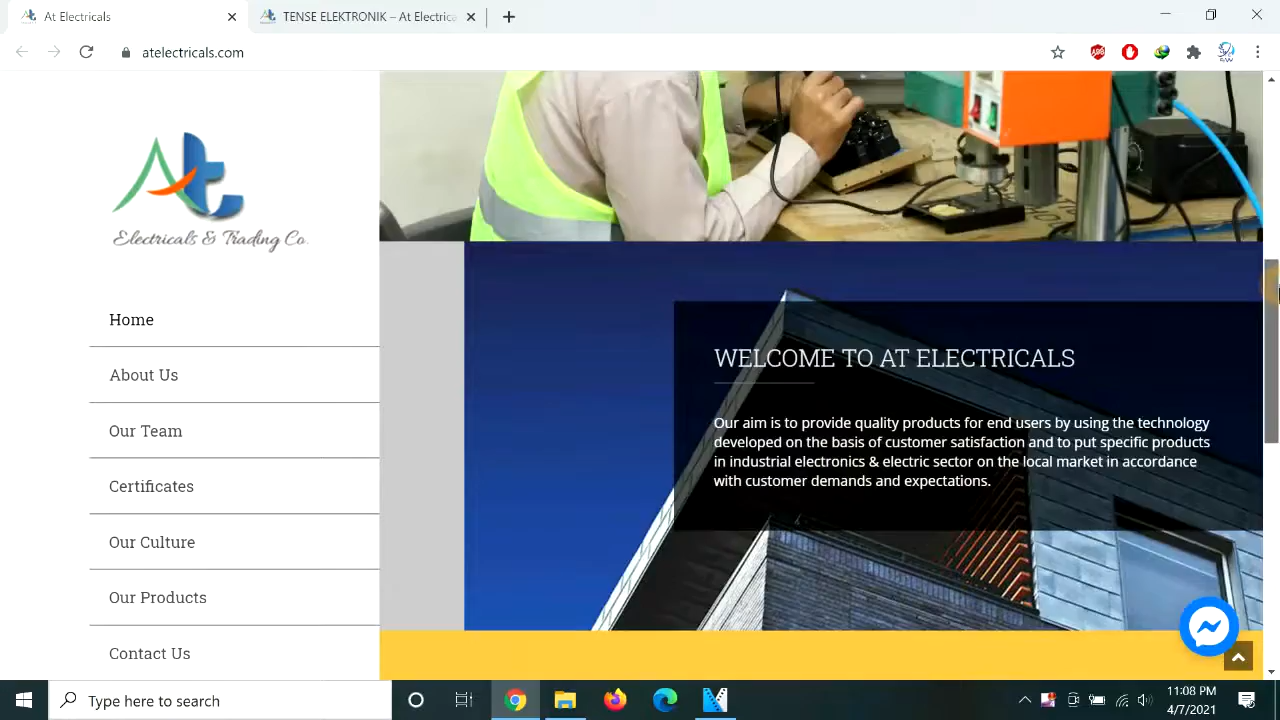 At Electricals
TENSE ELEKTRONIK – At Electrica
atelectricals.com
At
Electricals & Trading Co.
Home
About Us
Our Team
Certificates
Our Culture
Our Products
Contact Us
WELCOME TO AT ELECTRICALS
Our aim is to provide quality products for end users by using the technology
developed on the basis of customer satisfaction and to put specific products
in industrial electronics & electric sector on the local market in accordance
with customer demands and expectations.
Type here to search
11:08 PM
4/7/2021